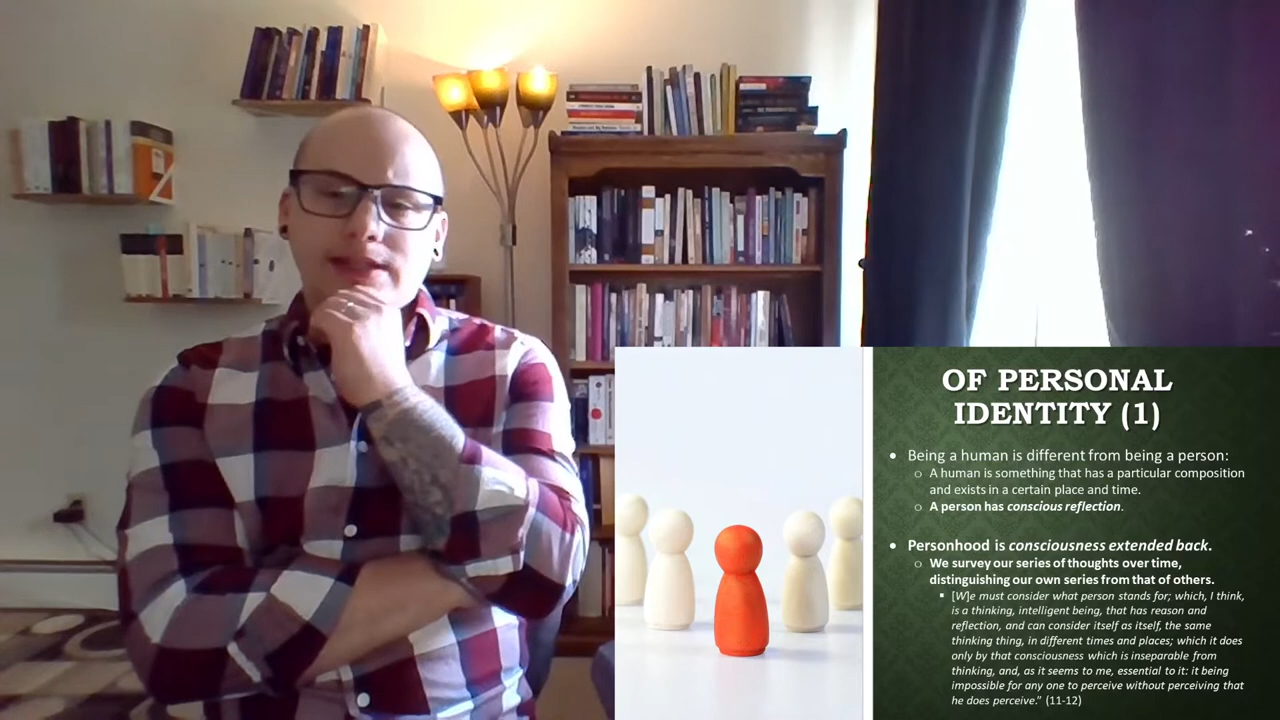 OF PERSONAL
IDENTITY (1)
Being a human is different from being a person:
A human is something that has a particular composition
and exists in a certain place and time.
A person has conscious reflection.
Personhood is consciousness extended back.
We survey our series of thoughts over time,
distinguishing our own series from that of others.
[W]e must consider what person stands for; which, I think,
is a thinking, intelligent being, that has reason and
reflection, and can consider itself as itself, the same
thinking thing, in different times and places; which it does
only by that consciousness which is inseparable from
thinking, and, as it seems to me, essential to it: it being
impossible for any one to perceive without perceiving that
he does perceive." (11-12)